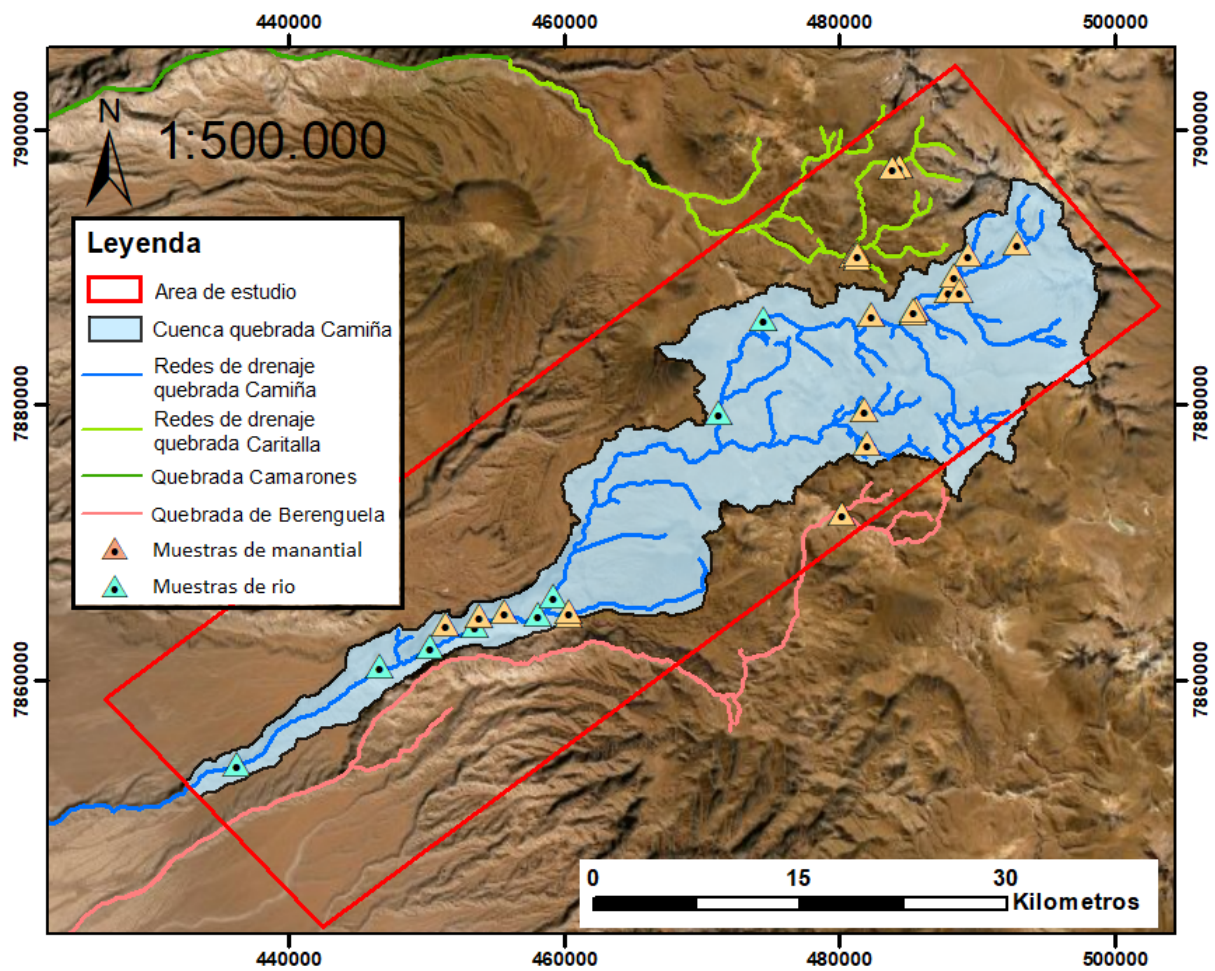 440000 460000 480000 500000
7900000
7900000
N
1:500.000
Leyenda
Area de estudio
Cuenca quebrada Camiña
Redes de drenaje
quebrada Camiña
Redes de drenaje
quebrada Caritalla
Quebrada Camarones
Quebrada de Berenguela
Muestras de manantial
Muestras de rio
7880000
7880000
7860000
7860000
0 15 30
Kilometros
440000 460000 480000 500000